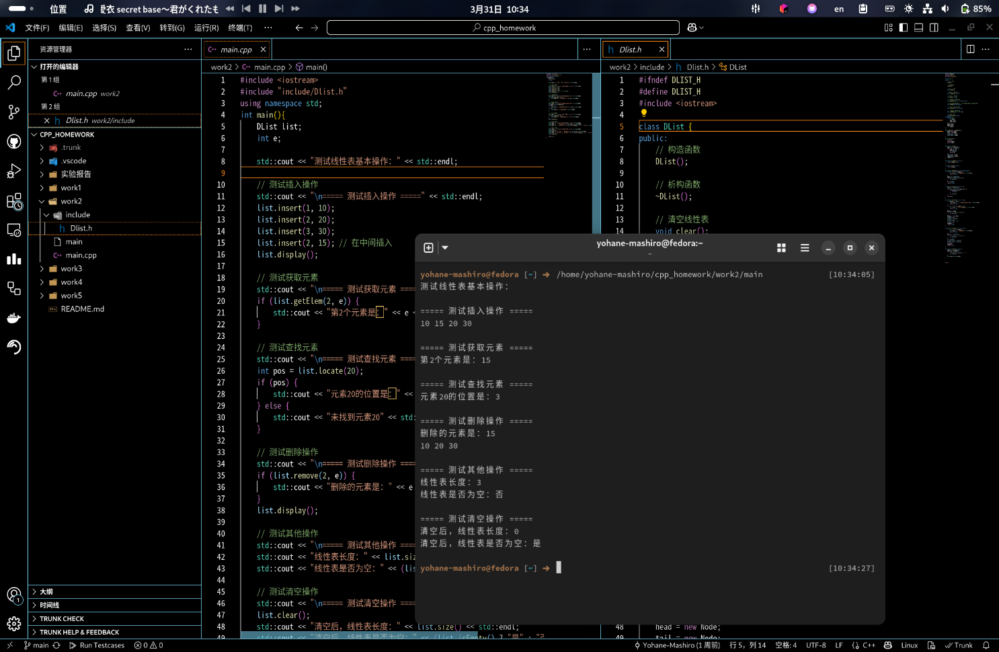 位置
愛衣 secret base～君がくれたも
3月31日 10:34
en
85%
文件(F) 编辑(E) 选择(S) 查看(V) 转到(G) 运行(R) 终端(T) ···
cpp_homework
资源管理器
打开的编辑器
第 1 组
main.cpp work2
第 2 组
Dlist.h work2/include
CPP_HOMEWORK
.trunk
.vscode
实验报告
work1
work2
include
Dlist.h
main
main.cpp
work3
work4
work5
README.md
大纲
时间线
TRUNK CHECK
TRUNK HELP & FEEDBACK
main.cpp
work2 > main.cpp > main()
1 #include <iostream>
2 #include "include/Dlist.h"
3 using namespace std;
4 int main(){
5 DList list;
6 int e;
7
8 std::cout << "测试线性表基本操作：" << std::endl;
9
10 // 测试插入操作
11 std::cout << "\n===== 测试插入操作 =====" << std::endl;
12 list.insert(1, 10);
13 list.insert(2, 20);
14 list.insert(3, 30);
15 list.insert(2, 15); // 在中间插入
16 list.display();
17
18 // 测试获取元素
19 std::cout << "\n===== 测试获取元素 ====
20 if (list.getElem(2, e)) {
21 std::cout << "第2个元素是：" << e <
22 }
23
24 // 测试查找元素
25 std::cout << "\n===== 测试查找元素 ====
26 int pos = list.locate(20);
27 if (pos) {
28 std::cout << "元素20的位置是：" <<
29 } else {
30 std::cout << "未找到元素20" << std:
31 }
32
33 // 测试删除操作
34 std::cout << "\n===== 测试删除操作 ====
35 if (list.remove(2, e)) {
36 std::cout << "删除的元素是：" << e
37 }
38 list.display();
39
40 // 测试其他操作
41 std::cout << "\n===== 测试其他操作 ====
42 std::cout << "线性表长度：" << list.siz
43 std::cout << "线性表是否为空：" << (lis
44
45 // 测试清空操作
46 std::cout << "\n===== 测试清空操作 ====
47 list.clear();
48 std::cout << "清空后，线性表长度：" << list.size() << std::endl;
49 std::cout << "清空后，线性表是否为空：" << (list.isEmpty() ? "是" :
Dlist.h
work2 > include > Dlist.h > DList
1 #ifndef DLIST_H
2 #define DLIST_H
3 #include <iostream>
4
5 class DList {
6 public:
7 // 构造函数
8 DList();
9
10 // 析构函数
11 ~DList();
12
13 // 清空线性表
14 void clear();
48 head = new Node;
49 tail = new Node;
yohane-mashiro@fedora:~
~
yohane-mashiro@fedora [~] ➜ /home/yohane-mashiro/cpp_homework/work2/main [10:34:05]
测试线性表基本操作：
===== 测试插入操作 =====
10 15 20 30
===== 测试获取元素 =====
第2个元素是：15
===== 测试查找元素 =====
元素20的位置是：3
===== 测试删除操作 =====
删除的元素是：15
10 20 30
===== 测试其他操作 =====
线性表长度：3
线性表是否为空：否
===== 测试清空操作 =====
清空后，线性表长度：0
清空后，线性表是否为空：是
yohane-mashiro@fedora [~] ➜ [10:34:27]
main Run Testcases 0 0
Yohane-Mashiro (1 周前) 行 5，列 14 空格: 4 UTF-8 LF {} C++ Linux Trunk